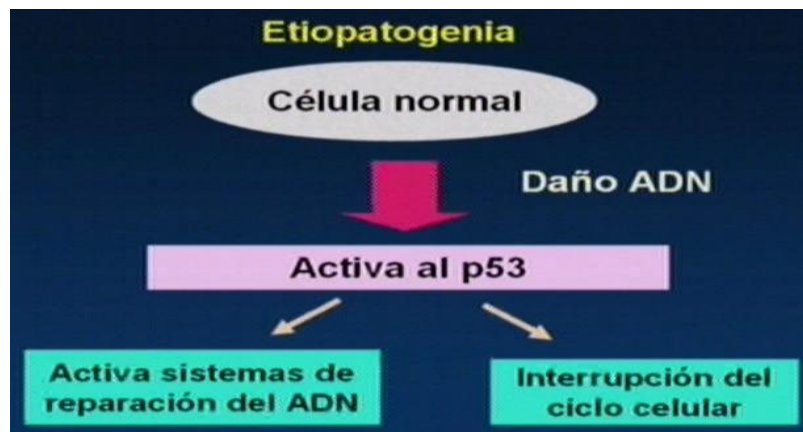 Etiopatogenia
Célula normal
Daño ADN
Activa al p53
Activa sistemas de
reparación del ADN
Interrupción del
ciclo celular